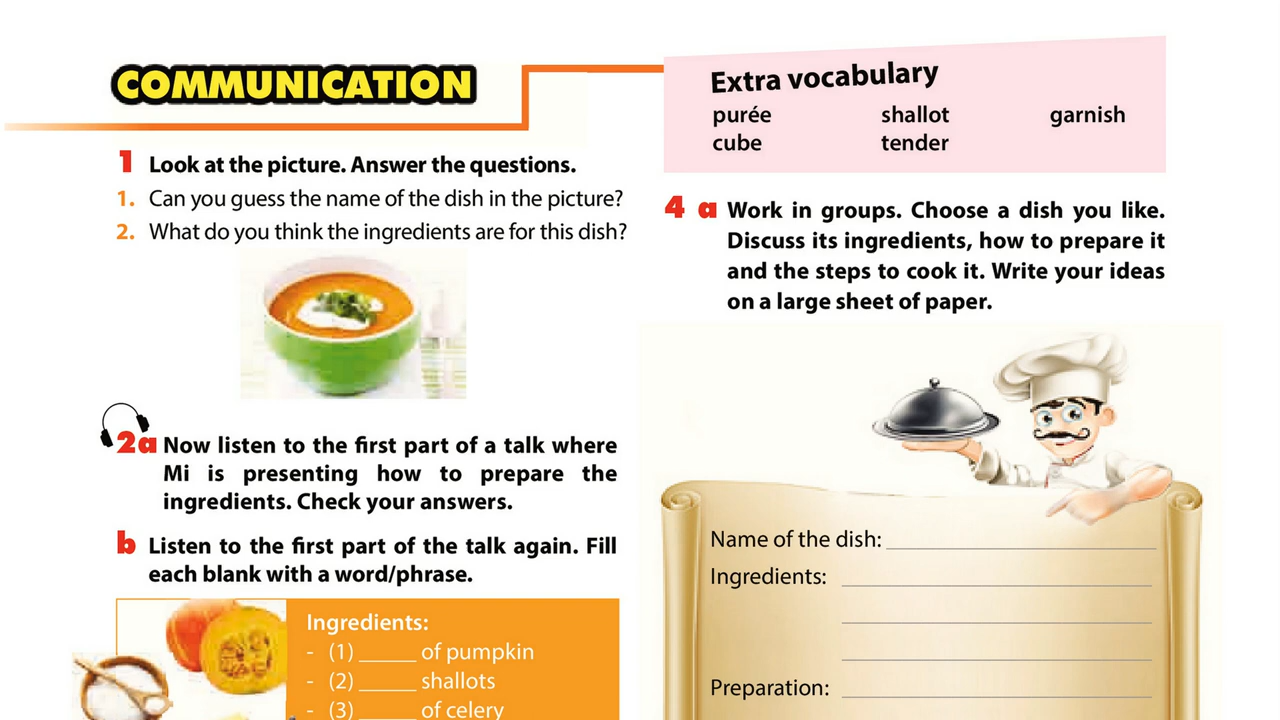 COMMUNICATION
1 Look at the picture. Answer the questions.
1. Can you guess the name of the dish in the picture?
2. What do you think the ingredients are for this dish?
2a Now listen to the first part of a talk where
Mi is presenting how to prepare the
ingredients. Check your answers.
b Listen to the first part of the talk again. Fill
each blank with a word/phrase.
Ingredients:
- (1) _____ of pumpkin
- (2) _____ shallots
- (3) _____ of celery
Extra vocabulary
purée shallot garnish
cube tender
4 a Work in groups. Choose a dish you like.
Discuss its ingredients, how to prepare it
and the steps to cook it. Write your ideas
on a large sheet of paper.
Name of the dish: ____________________
Ingredients: ____________________
Preparation: ____________________